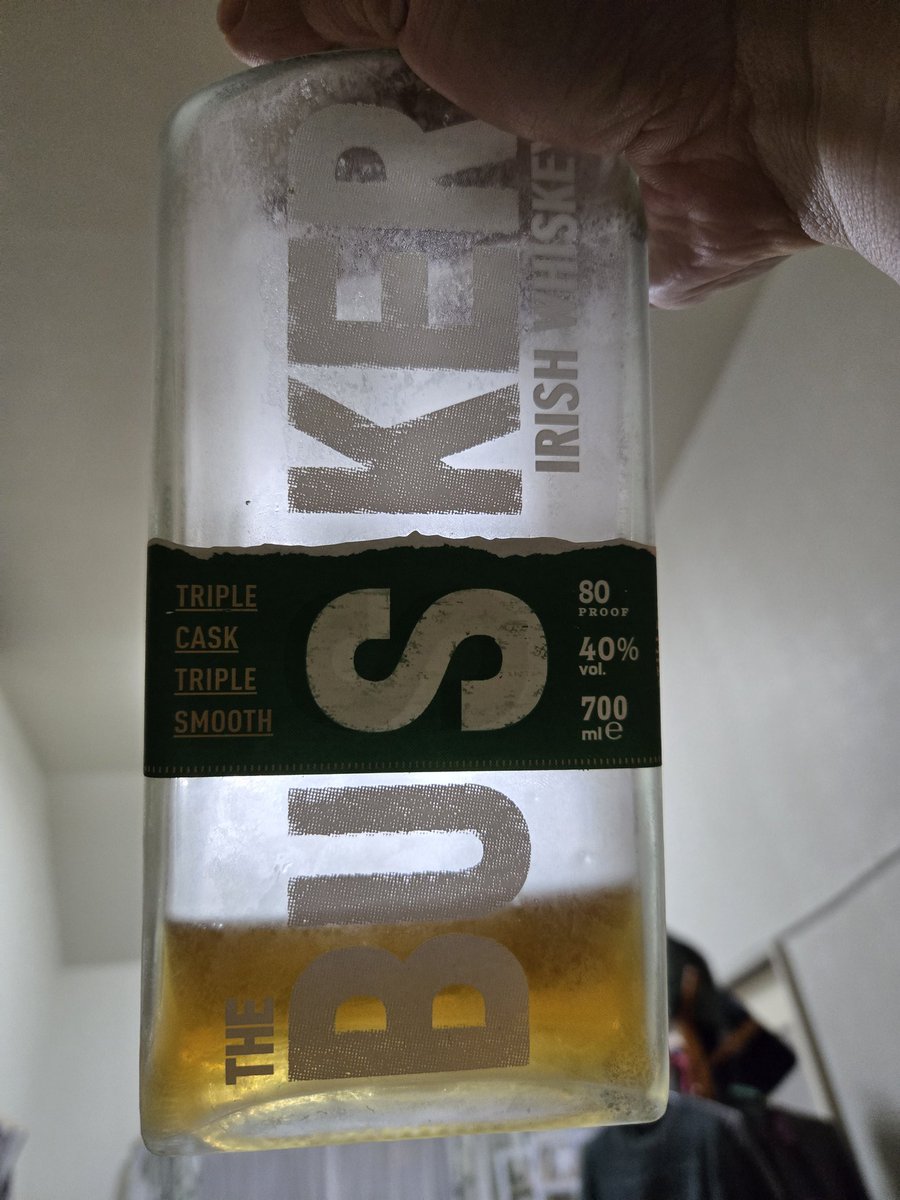 THE
BUSKER
IRISH WHISKEY
TRIPLE
CASK
TRIPLE
SMOOTH
80
PROOF
40%
vol.
700
ml e